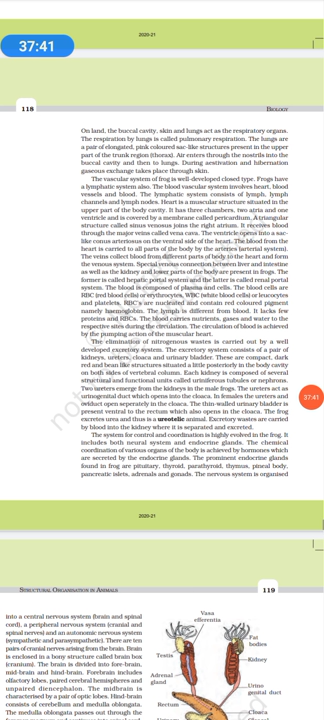 2020-21
37:41
118
BIOLOGY
On land, the buccal cavity, skin and lungs act as the respiratory organs.
The respiration by lungs is called pulmonary respiration. The lungs are
a pair of elongated, pink coloured sac-like structures present in the upper
part of the trunk region (thorax). Air enters through the nostrils into the
buccal cavity and then to lungs. During aestivation and hibernation
gaseous exchange takes place through skin.
The vascular system of frog is well-developed closed type. Frogs have
a lymphatic system also. The blood vascular system involves heart, blood
vessels and blood. The lymphatic system consists of lymph, lymph
channels and lymph nodes. Heart is a muscular structure situated in the
upper part of the body cavity. It has three chambers, two atria and one
ventricle and is covered by a membrane called pericardium. A triangular
structure called sinus venosus joins the right atrium. It receives blood
through the major veins called vena cava. The ventricle opens into a sac-
like conus arteriosus on the ventral side of the heart. The blood from the
heart is carried to all parts of the body by the arteries (arterial system).
The veins collect blood from different parts of body to the heart and form
the venous system. Special venous connection between liver and intestine
as well as the kidney and lower parts of the body are present in frogs. The
former is called hepatic portal system and the latter is called renal portal
system. The blood is composed of plasma and cells. The blood cells are
RBC (red blood cells) or erythrocytes, WBC (white blood cells) or leucocytes
and platelets. RBC's are nucleated and contain red coloured pigment
namely haemoglobin. The lymph is different from blood. It lacks few
proteins and RBCs. The blood carries nutrients, gases and water to the
respective sites during the circulation. The circulation of blood is achieved
by the pumping action of the muscular heart.
The elimination of nitrogenous wastes is carried out by a well
developed excretory system. The excretory system consists of a pair of
kidneys, ureters, cloaca and urinary bladder. These are compact, dark
red and bean like structures situated a little posteriorly in the body cavity
on both sides of vertebral column. Each kidney is composed of several
structural and functional units called uriniferous tubules or nephrons.
Two ureters emerge from the kidneys in the male frogs. The ureters act as
urinogenital duct which opens into the cloaca. In females the ureters and
oviduct open seperately in the cloaca. The thin-walled urinary bladder is
present ventral to the rectum which also opens in the cloaca. The frog
excretes urea and thus is a ureotelic animal. Excretory wastes are carried
by blood into the kidney where it is separated and excreted.
The system for control and coordination is highly evolved in the frog. It
includes both neural system and endocrine glands. The chemical
coordination of various organs of the body is achieved by hormones which
are secreted by the endocrine glands. The prominent endocrine glands
found in frog are pituitary, thyroid, parathyroid, thymus, pineal body,
pancreatic islets, adrenals and gonads. The nervous system is organised
37:41
not
2020-21
STRUCTURAL ORGANISATION IN ANIMALS
119
into a central nervous system (brain and spinal
cord), a peripheral nervous system (cranial and
spinal nerves) and an autonomic nervous system
(sympathetic and parasympathetic). There are ten
pairs of cranial nerves arising from the brain. Brain
is enclosed in a bony structure called brain box
(cranium). The brain is divided into fore-brain,
mid-brain and hind-brain. Forebrain includes
olfactory lobes, paired cerebral hemispheres and
unpaired diencephalon. The midbrain is
characterised by a pair of optic lobes. Hind-brain
consists of cerebellum and medulla oblongata.
The medulla oblongata passes out through the
Vasa
efferentia
Fat
bodies
Testis
Kidney
Adrenal
gland
Urino
genital duct
Rectum
Cloaca